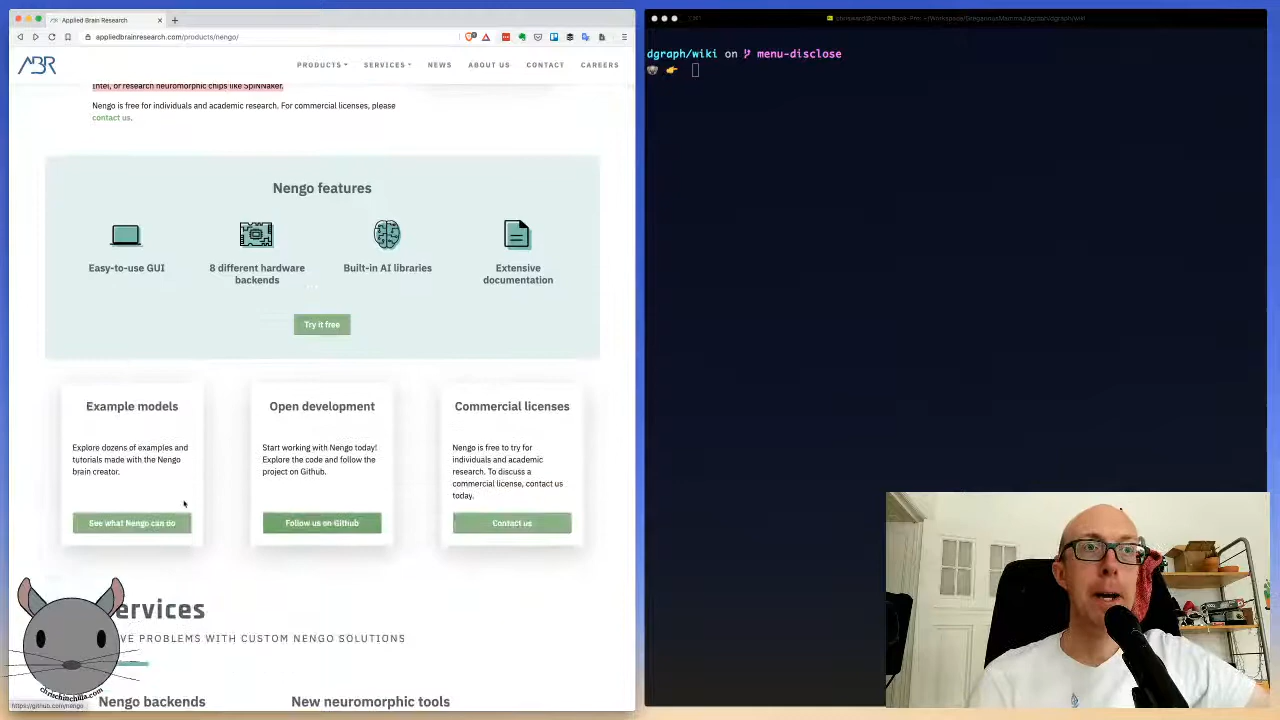 Applied Brain Research
appliedbrainresearch.com/products/nengo/
ABR
PRODUCTS
SERVICES
NEWS
ABOUT US
CONTACT
CAREERS
Intel, or research neuromorphic chips like SpiNNaker.
Nengo is free for individuals and academic research. For commercial licenses, please
contact us.
Nengo features
Easy-to-use GUI
8 different hardware
backends
Built-in AI libraries
Extensive
documentation
Try it free
Example models
Explore dozens of examples and
tutorials made with the Nengo
brain creator.
See what Nengo can do
Open development
Start working with Nengo today!
Explore the code and follow the
project on Github.
Follow us on Github
Commercial licenses
Nengo is free to try for
individuals and academic
research. To discuss a
commercial license, contact us
today.
Contact us
ervices
VE PROBLEMS WITH CUSTOM NENGO SOLUTIONS
Nengo backends
New neuromorphic tools
chrischinchilla.com
https://github.com/nengo
dgraph/wiki on menu-disclose